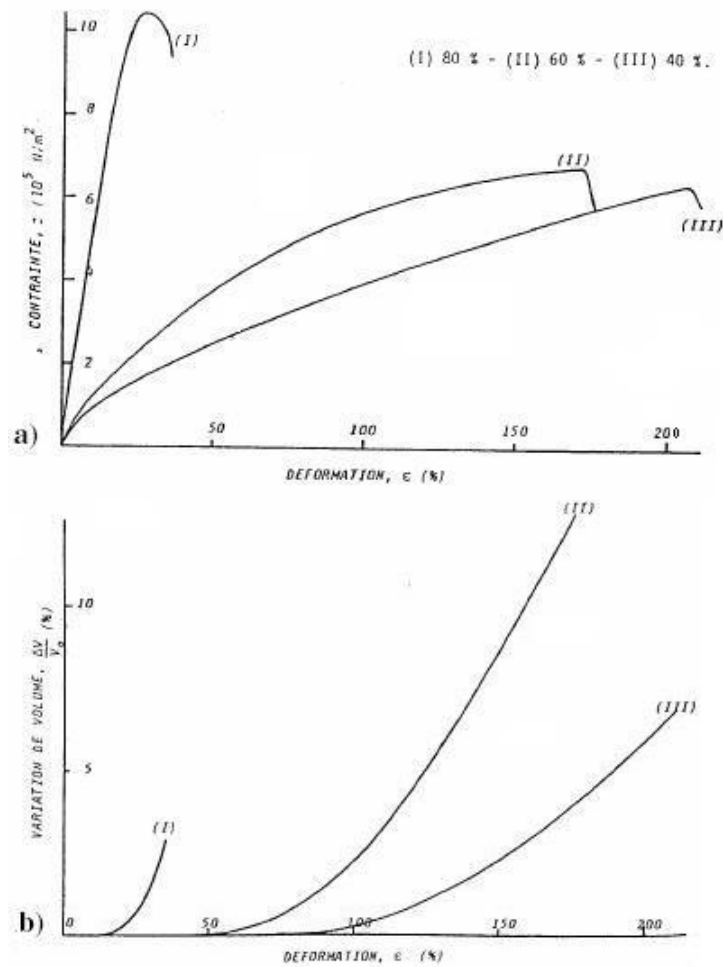 10
(I)
(I) 80 % - (II) 60 % - (III) 40 %.
8
6
4
2
CONTRAINTE, (10⁵ N/m²
(II)
(III)
50
100
150
200
a)
DEFORMATION, ε (%)
(II)
10
5
VARIATION DE VOLUME, ΔV/V₀ (%)
(I)
(III)
0
50
100
150
200
b)
DEFORMATION, ε (%)